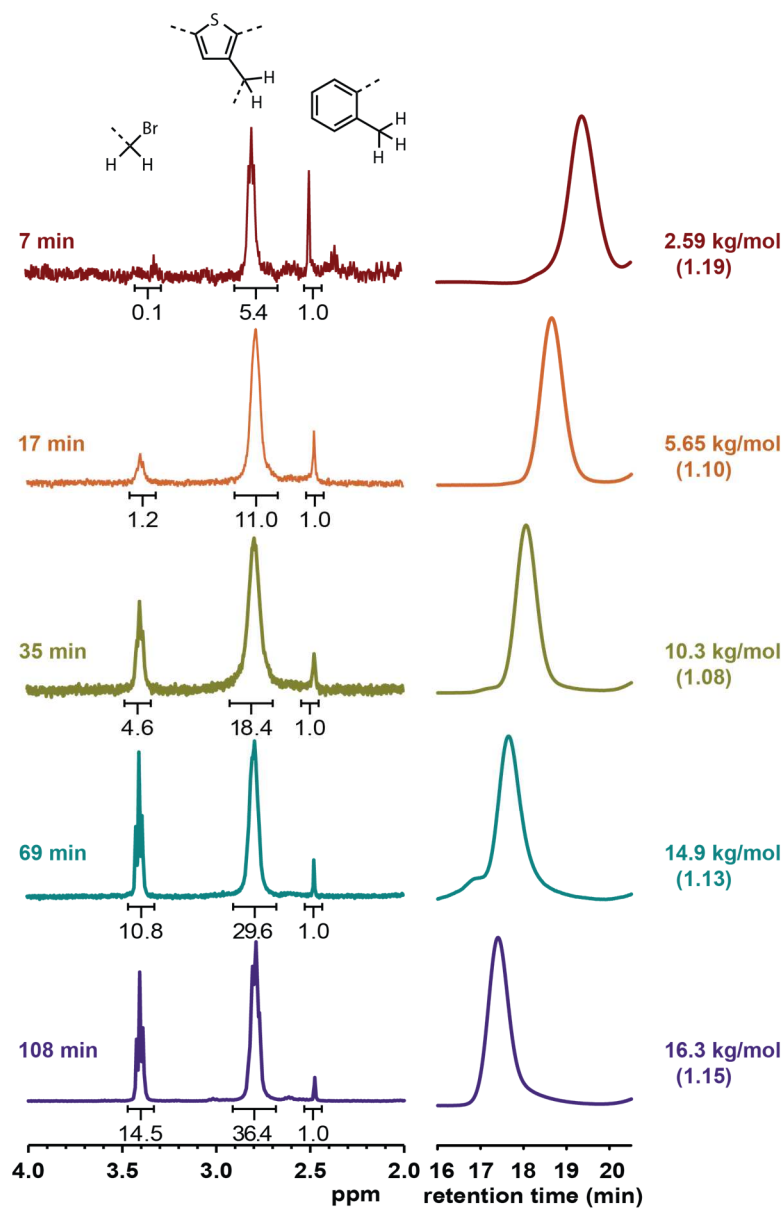 S
H
H
Br
H
H
H
H
H
7 min
2.59 kg/mol
(1.19)
0.1
5.4
1.0
17 min
5.65 kg/mol
(1.10)
1.2
11.0
1.0
35 min
10.3 kg/mol
(1.08)
4.6
18.4
1.0
69 min
14.9 kg/mol
(1.13)
10.8
29.6
1.0
108 min
16.3 kg/mol
(1.15)
14.5
36.4
1.0
4.0 3.5 3.0 2.5 2.0 16 17 18 19 20
ppm retention time (min)